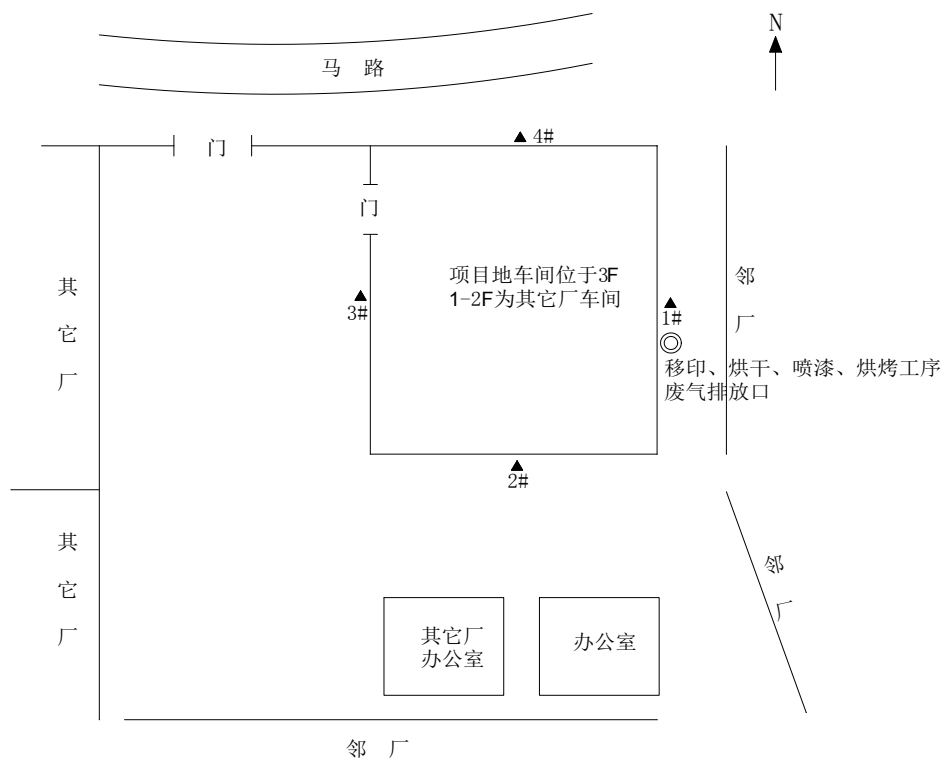 N
马 路
4#
门
门
项目地车间位于3F
1-2F为其它厂车间
其它厂
邻厂
3#
1#
移印、烘干、喷漆、烘烤工序
废气排放口
2#
其它厂
邻厂
其它厂
办公室
办公室
邻 厂